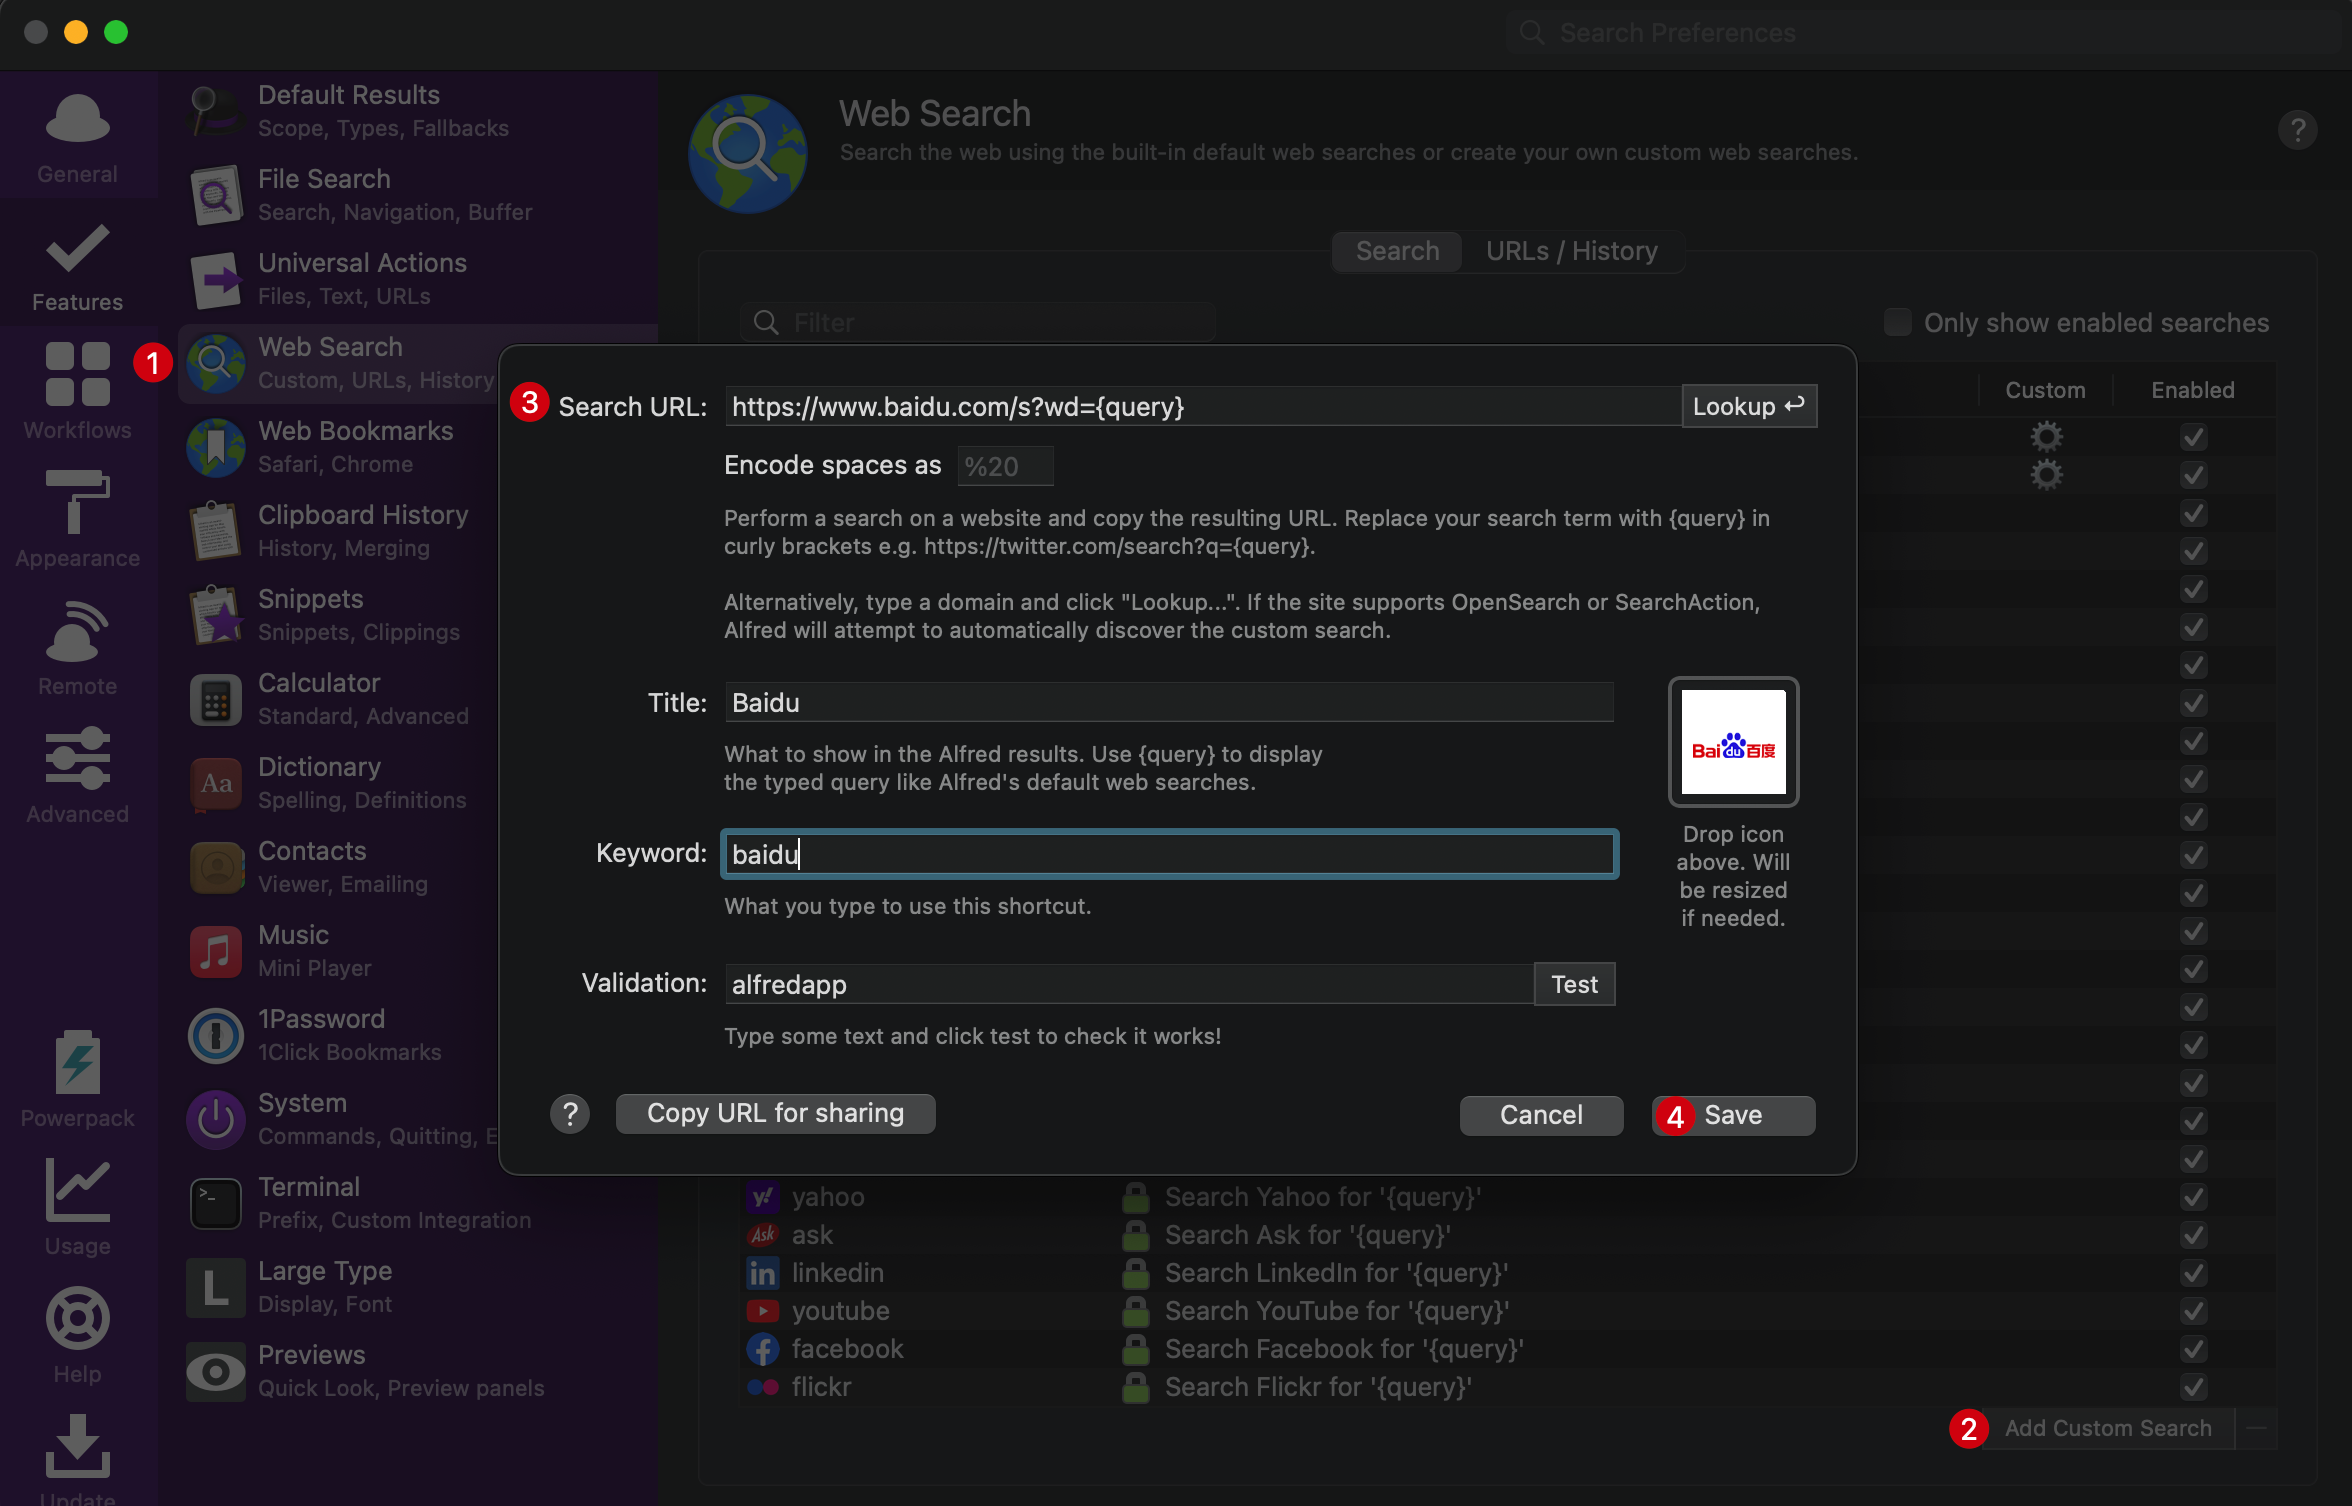 Search Preferences
General
Features
Workflows
Appearance
Remote
Advanced
Powerpack
Usage
Help
Update
Default Results
Scope, Types, Fallbacks
File Search
Search, Navigation, Buffer
Universal Actions
Files, Text, URLs
1
Web Search
Custom, URLs, History
Web Bookmarks
Safari, Chrome
Clipboard History
History, Merging
Snippets
Snippets, Clippings
Calculator
Standard, Advanced
Aa
Dictionary
Spelling, Definitions
Contacts
Viewer, Emailing
Music
Mini Player
1Password
1Click Bookmarks
System
Commands, Quitting, E
>_
Terminal
Prefix, Custom Integration
L
Large Type
Display, Font
Previews
Quick Look, Preview panels
Web Search
Search the web using the built-in default web searches or create your own custom web searches.
?
Search
URLs / History
Filter
Only show enabled searches
Custom
Enabled
3
Search URL:
https://www.baidu.com/s?wd={query}
Lookup ↩
Encode spaces as
%20
Perform a search on a website and copy the resulting URL. Replace your search term with {query} in
curly brackets e.g. https://twitter.com/search?q={query}.
Alternatively, type a domain and click "Lookup...". If the site supports OpenSearch or SearchAction,
Alfred will attempt to automatically discover the custom search.
Title:
Baidu
What to show in the Alfred results. Use {query} to display
the typed query like Alfred's default web searches.
Bai du 百度
Drop icon
above. Will
be resized
if needed.
Keyword:
baidu
What you type to use this shortcut.
Validation:
alfredapp
Test
Type some text and click test to check it works!
?
Copy URL for sharing
Cancel
4
Save
y!
yahoo
Search Yahoo for '{query}'
Ask
ask
Search Ask for '{query}'
in
linkedin
Search LinkedIn for '{query}'
youtube
Search YouTube for '{query}'
f
facebook
Search Facebook for '{query}'
flickr
Search Flickr for '{query}'
2
Add Custom Search